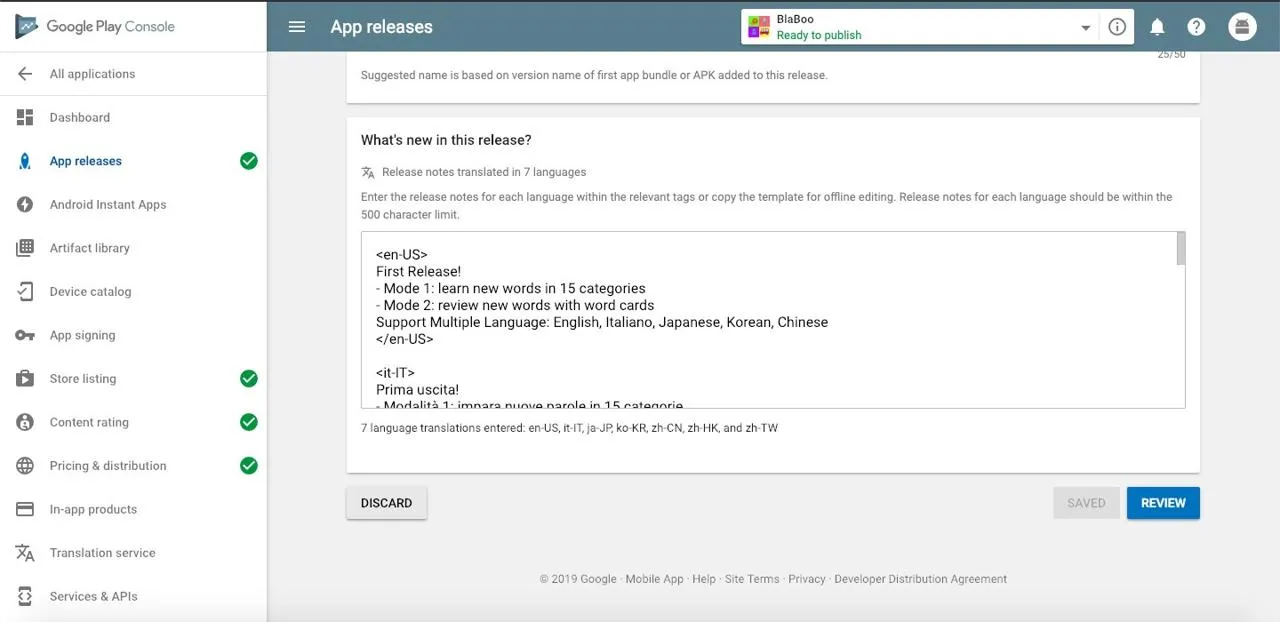 Google Play Console
App releases
BlaBoo
Ready to publish
All applications
Dashboard
App releases
Android Instant Apps
Artifact library
Device catalog
App signing
Store listing
Content rating
Pricing & distribution
In-app products
Translation service
Services & APIs
25/50
Suggested name is based on version name of first app bundle or APK added to this release.
What's new in this release?
Release notes translated in 7 languages
Enter the release notes for each language within the relevant tags or copy the template for offline editing. Release notes for each language should be within the
500 character limit.
<en-US>
First Release!
- Mode 1: learn new words in 15 categories
- Mode 2: review new words with word cards
Support Multiple Language: English, Italiano, Japanese, Korean, Chinese
</en-US>
<it-IT>
Prima uscita!
- Modalità 1: impara nuove parole in 15 categorie
7 language translations entered: en-US, it-IT, ja-JP, ko-KR, zh-CN, zh-HK, and zh-TW
DISCARD
SAVED
REVIEW
© 2019 Google · Mobile App · Help · Site Terms · Privacy · Developer Distribution Agreement